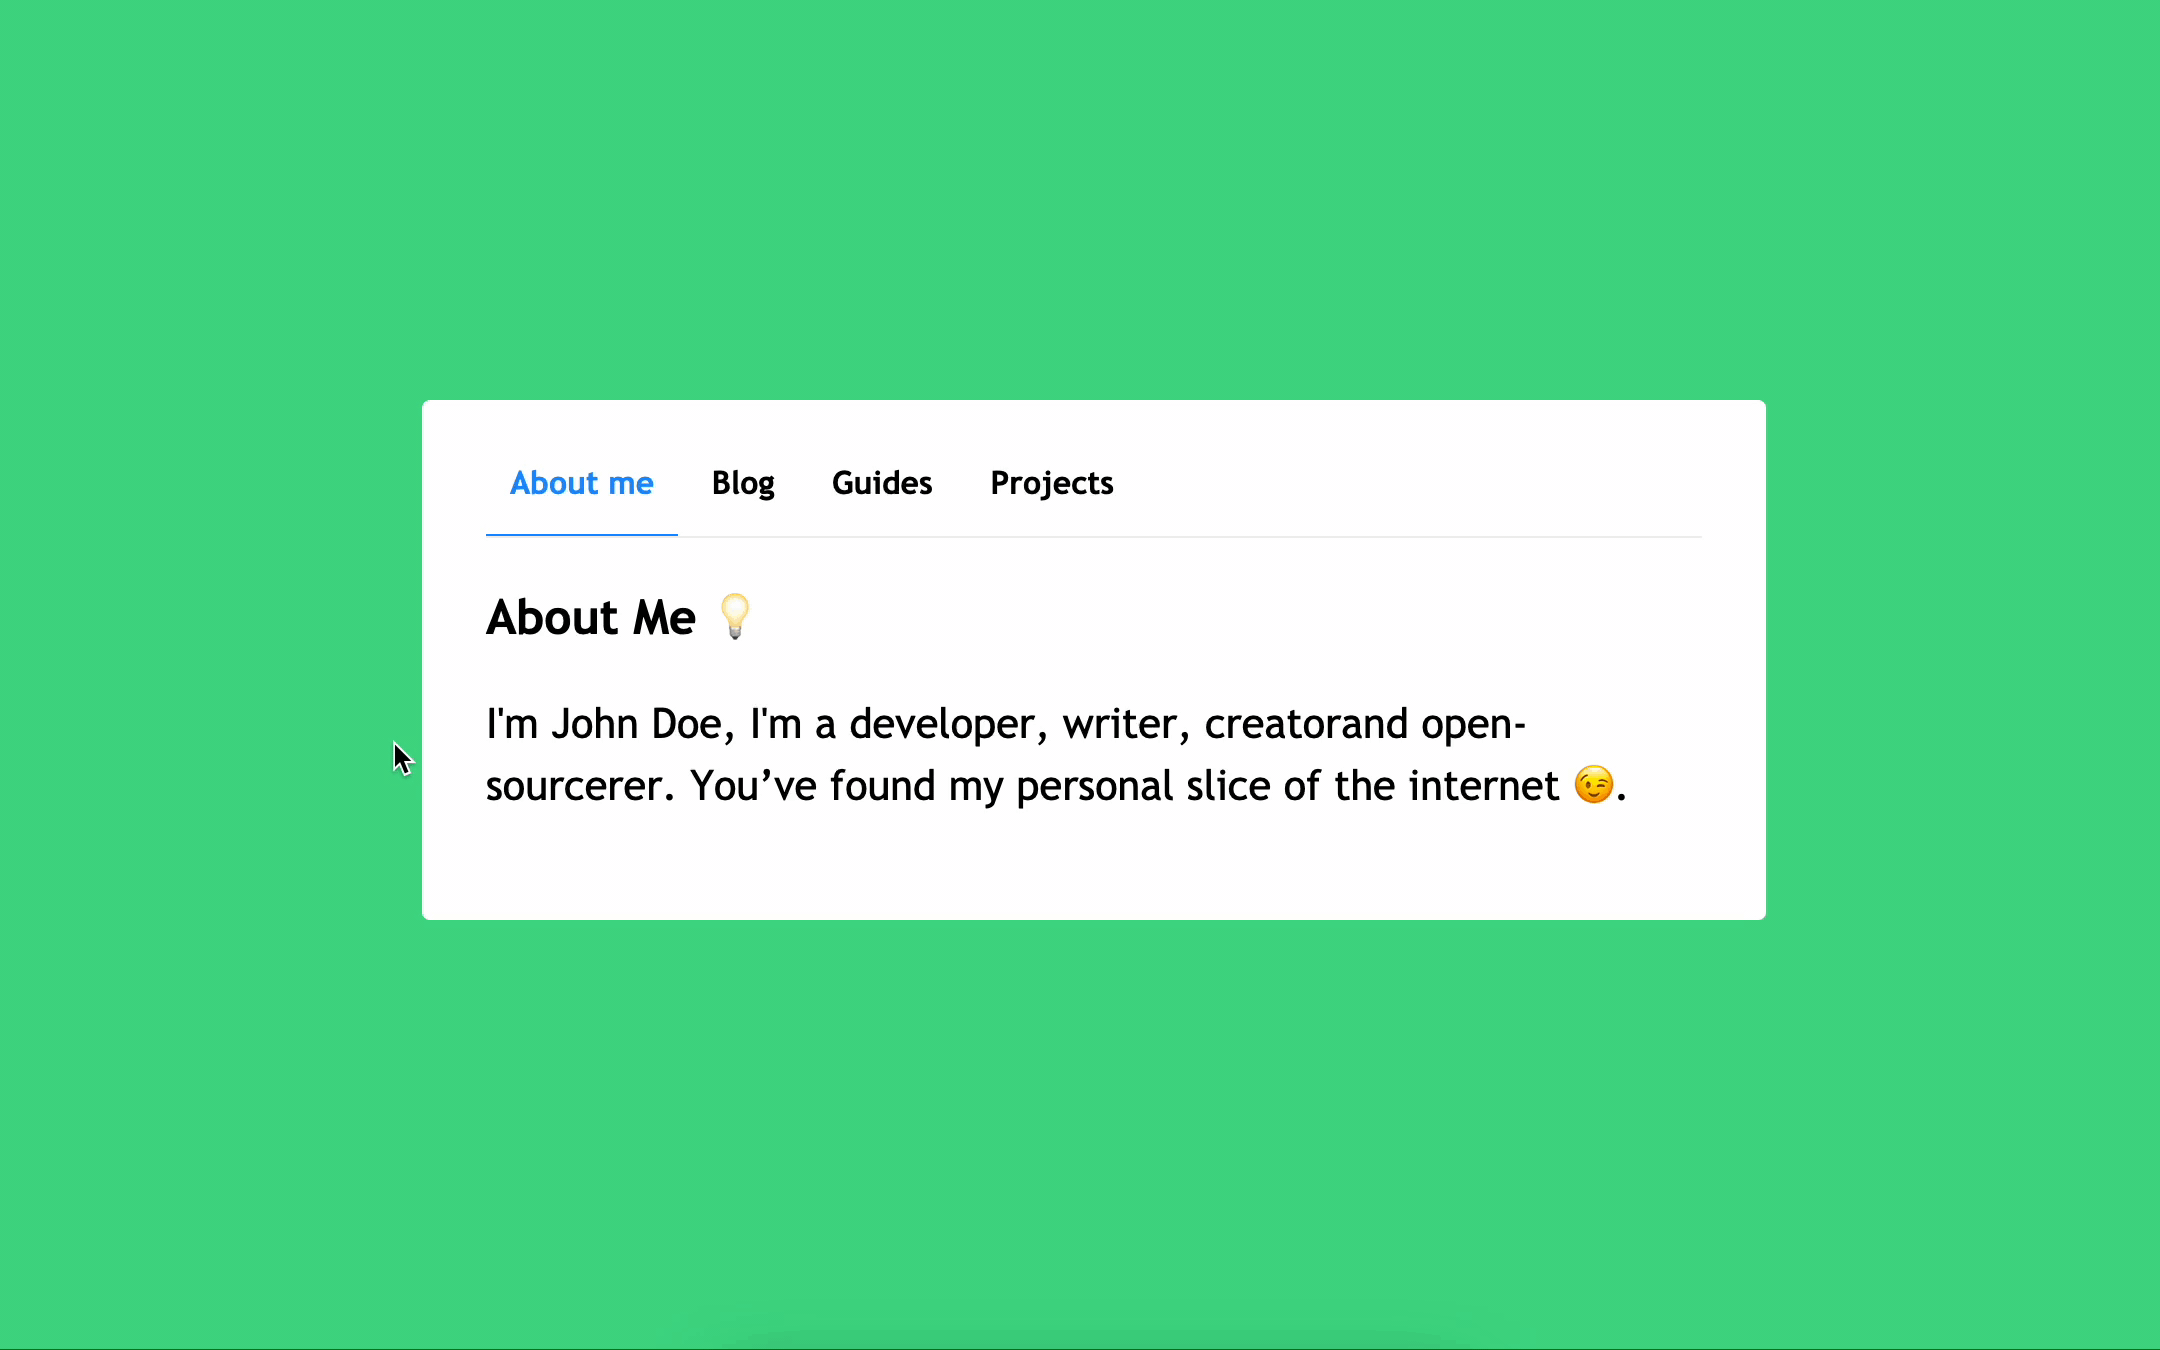 About me Blog Guides Projects
About Me 💡
I'm John Doe, I'm a developer, writer, creatorand open-
sourcerer. You’ve found my personal slice of the internet 😉.